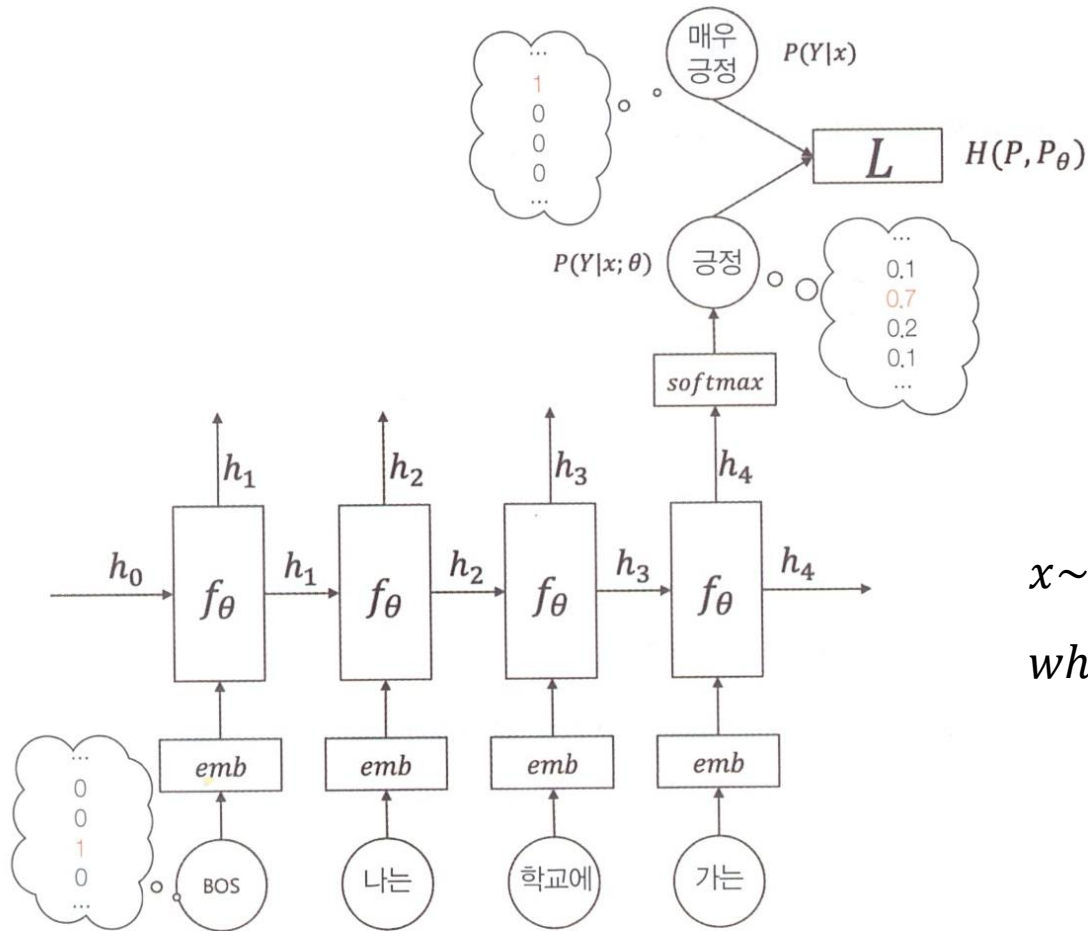 ...
1
0
0
0
...
매우
긍정
P(Y|x)
L
H(P, P_θ)
P(Y|x; θ)
긍정
...
0.1
0.7
0.2
0.1
...
softmax
h_1
h_2
h_3
h_4
h_0
f_θ
h_1
f_θ
h_2
f_θ
h_3
f_θ
h_4
x~
wh
emb
emb
emb
emb
...
0
0
1
0
...
BOS
나는
학교에
가는